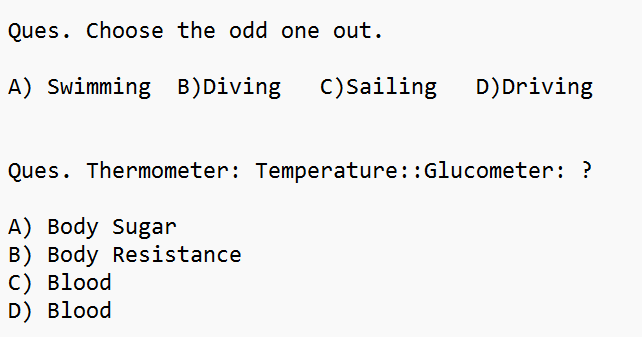 Ques. Choose the odd one out.
A) Swimming B)Diving C)Sailing D)Driving
Ques. Thermometer: Temperature::Glucometer: ?
A) Body Sugar
B) Body Resistance
C) Blood
D) Blood